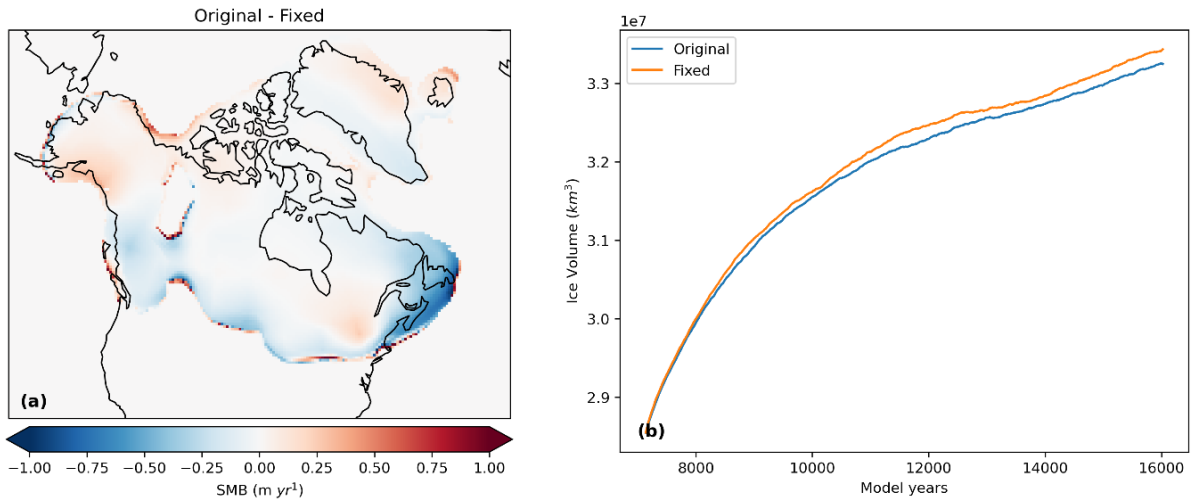 Original - Fixed
(a)
−1.00 −0.75 −0.50 −0.25 0.00 0.25 0.50 0.75 1.00
SMB (m yr¹)
1e7
Original
Fixed
3.3
3.2
3.1
3.0
2.9
Ice Volume (km³)
(b)
8000 10000 12000 14000 16000
Model years